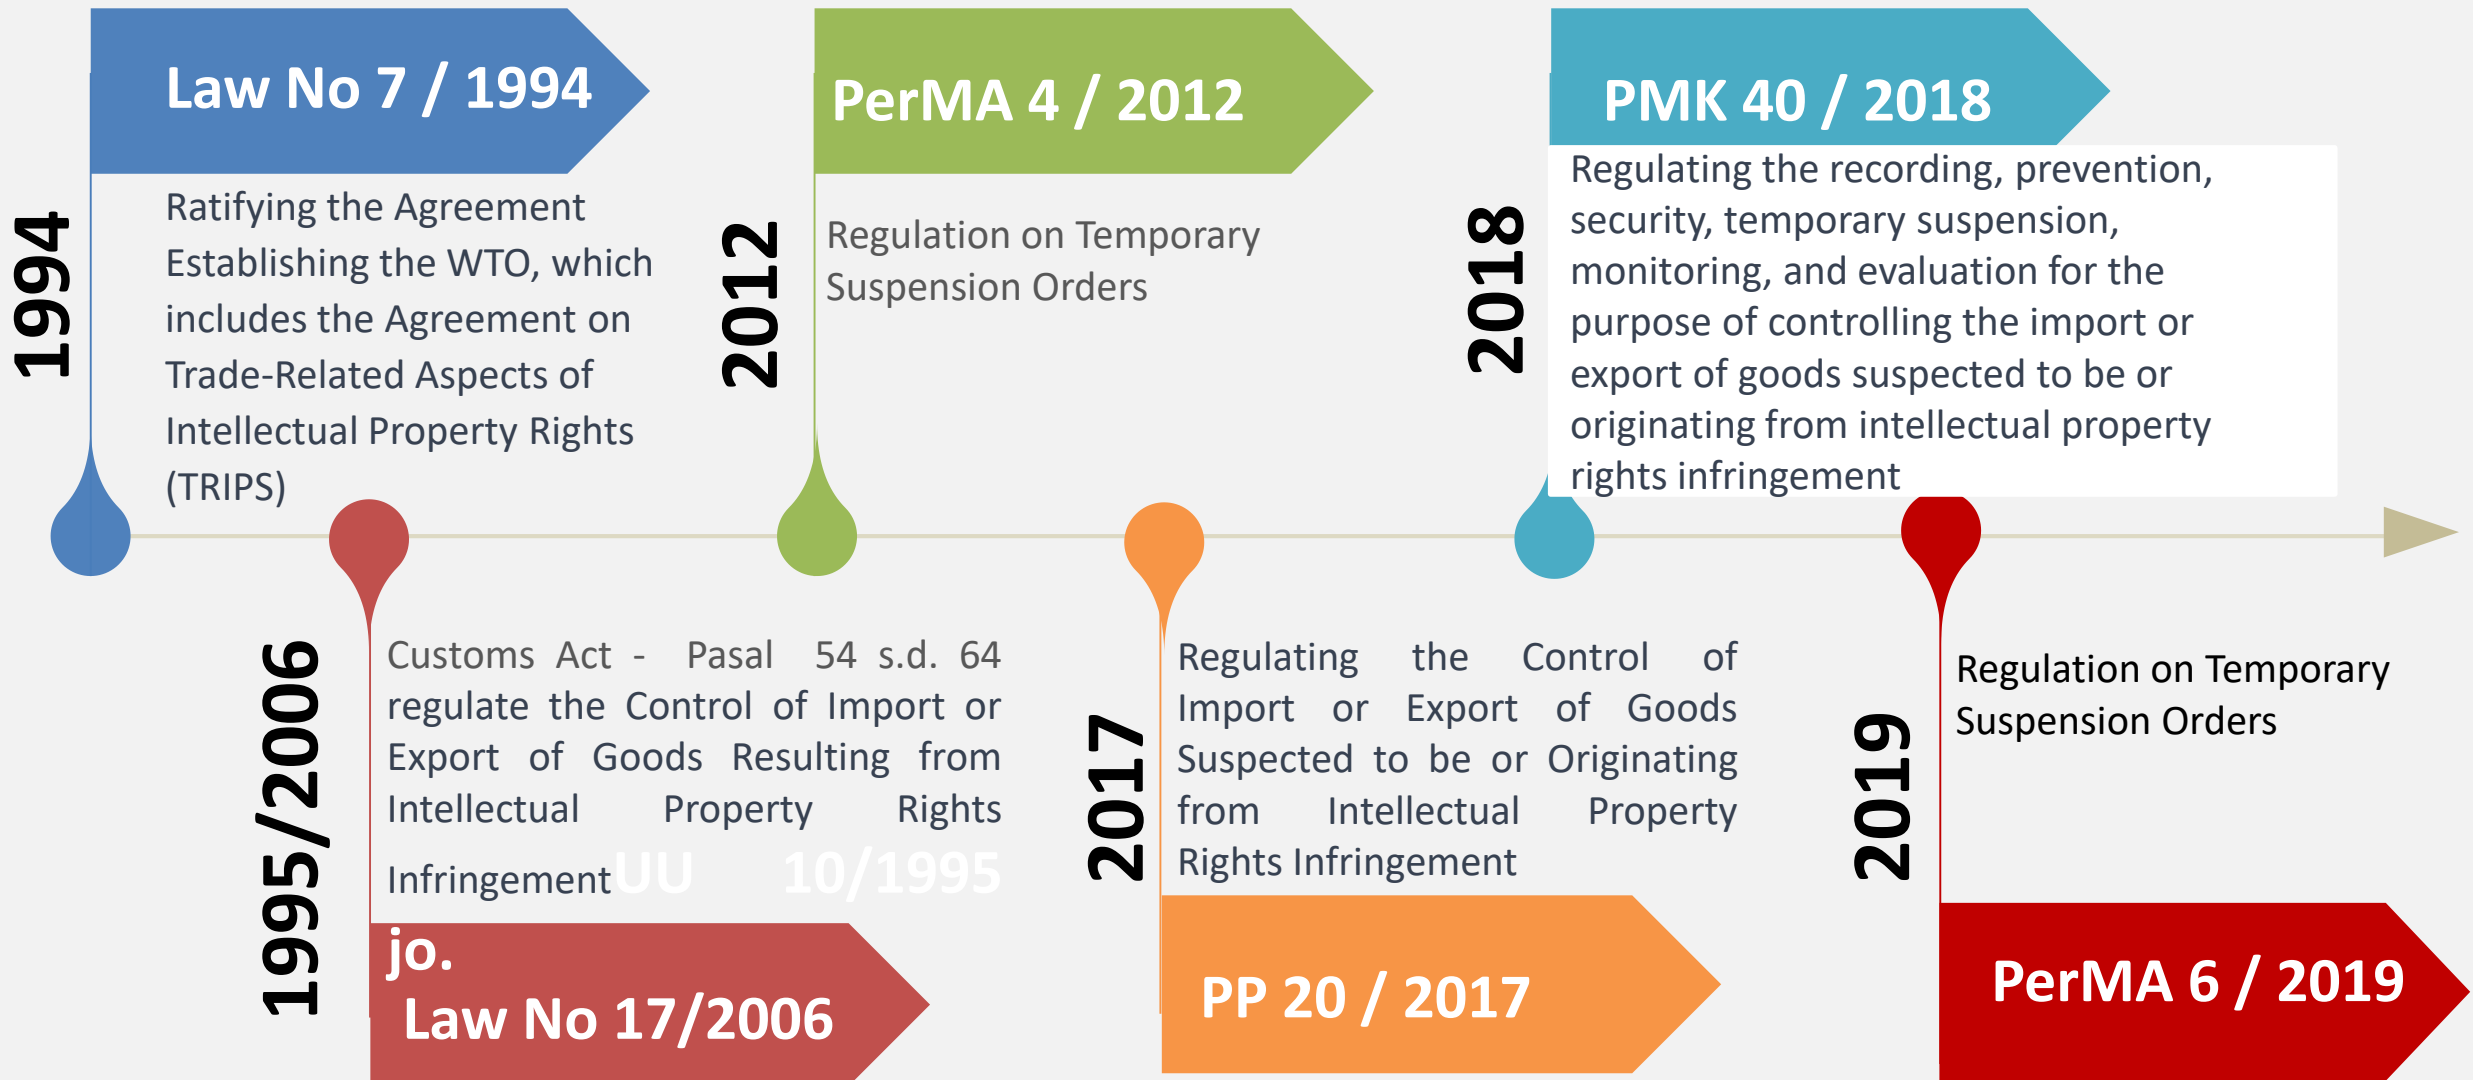 1994
Law No 7 / 1994
Ratifying the Agreement
Establishing the WTO, which
includes the Agreement on
Trade-Related Aspects of
Intellectual Property Rights
(TRIPS)
1995/2006
Customs Act - Pasal 54 s.d. 64
regulate the Control of Import or
Export of Goods Resulting from
Intellectual Property Rights
InfringementUU 10/1995
jo.
Law No 17/2006
2012
PerMA 4 / 2012
Regulation on Temporary
Suspension Orders
2017
Regulating the Control of
Import or Export of Goods
Suspected to be or Originating
from Intellectual Property
Rights Infringement
PP 20 / 2017
2018
PMK 40 / 2018
Regulating the recording, prevention,
security, temporary suspension,
monitoring, and evaluation for the
purpose of controlling the import or
export of goods suspected to be or
originating from intellectual property
rights infringement
2019
Regulation on Temporary
Suspension Orders
PerMA 6 / 2019